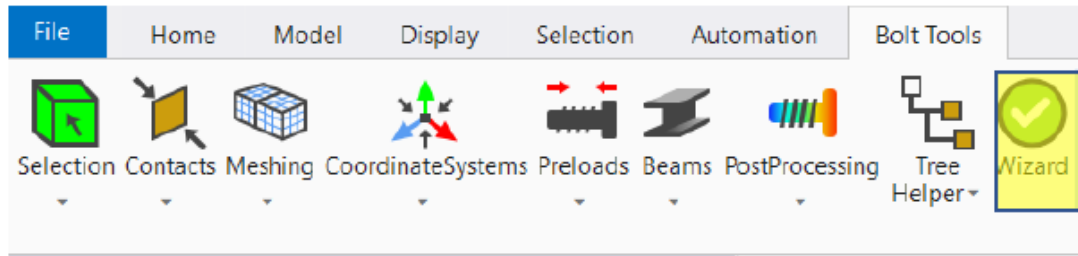 File Home Model Display Selection Automation Bolt Tools
Selection Contacts Meshing CoordinateSystems Preloads Beams PostProcessing Tree Wizard
Helper